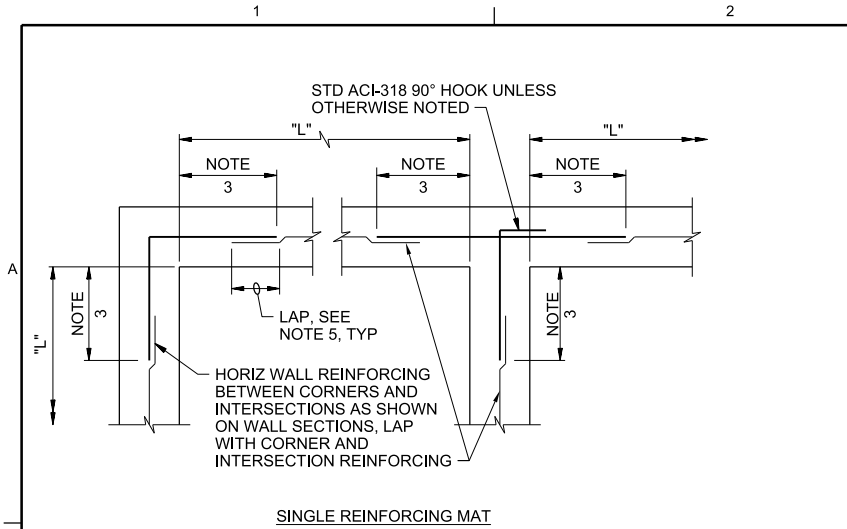 1
2
STD ACI-318 90° HOOK UNLESS
OTHERWISE NOTED
"L"
"L"
NOTE
3
NOTE
3
NOTE
3
A
"L"
NOTE
3
NOTE
3
LAP, SEE
NOTE 5, TYP
HORIZ WALL REINFORCING
BETWEEN CORNERS AND
INTERSECTIONS AS SHOWN
ON WALL SECTIONS, LAP
WITH CORNER AND
INTERSECTION REINFORCING
SINGLE REINFORCING MAT